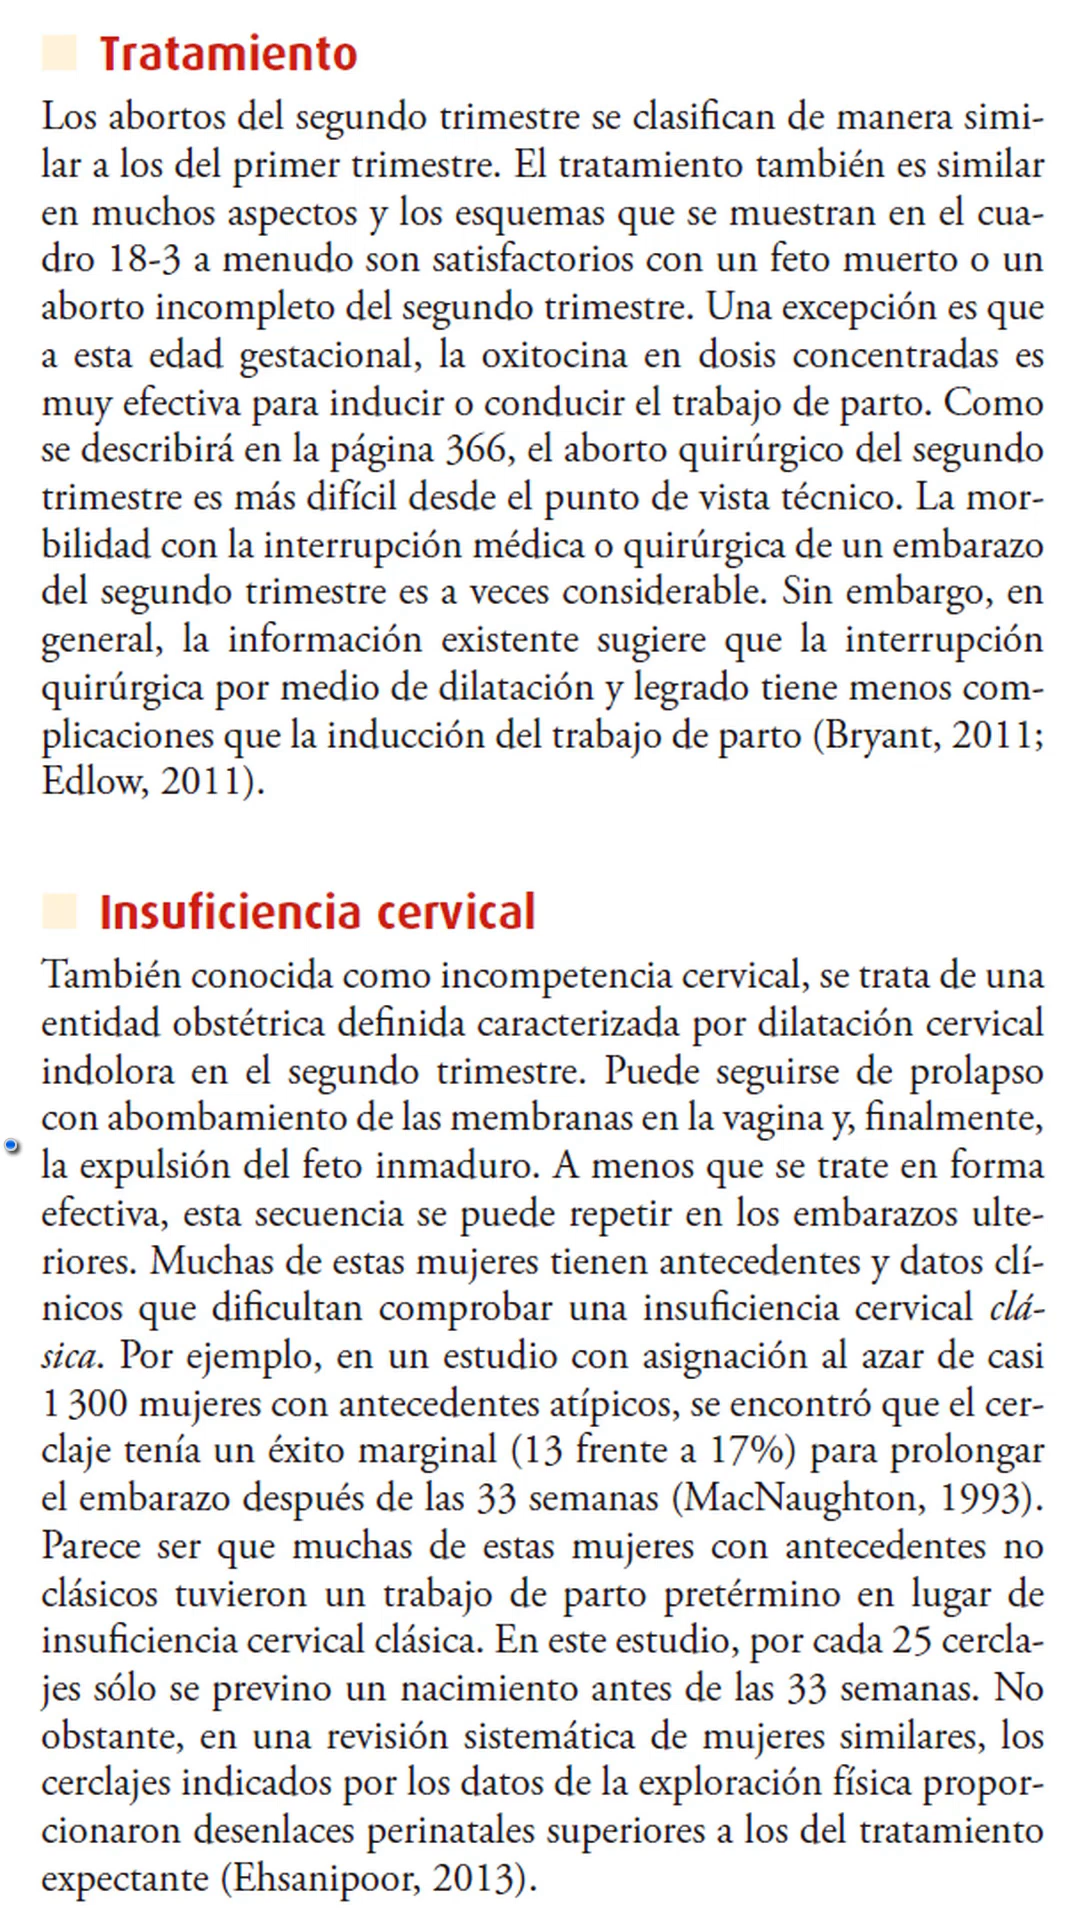 Tratamiento
Los abortos del segundo trimestre se clasifican de manera simi-
lar a los del primer trimestre. El tratamiento también es similar
en muchos aspectos y los esquemas que se muestran en el cua-
dro 18-3 a menudo son satisfactorios con un feto muerto o un
aborto incompleto del segundo trimestre. Una excepción es que
a esta edad gestacional, la oxitocina en dosis concentradas es
muy efectiva para inducir o conducir el trabajo de parto. Como
se describirá en la página 366, el aborto quirúrgico del segundo
trimestre es más difícil desde el punto de vista técnico. La mor-
bilidad con la interrupción médica o quirúrgica de un embarazo
del segundo trimestre es a veces considerable. Sin embargo, en
general, la información existente sugiere que la interrupción
quirúrgica por medio de dilatación y legrado tiene menos com-
plicaciones que la inducción del trabajo de parto (Bryant, 2011;
Edlow, 2011).
Insuficiencia cervical
También conocida como incompetencia cervical, se trata de una
entidad obstétrica definida caracterizada por dilatación cervical
indolora en el segundo trimestre. Puede seguirse de prolapso
con abombamiento de las membranas en la vagina y, finalmente,
la expulsión del feto inmaduro. A menos que se trate en forma
efectiva, esta secuencia se puede repetir en los embarazos ulte-
riores. Muchas de estas mujeres tienen antecedentes y datos clí-
nicos que dificultan comprobar una insuficiencia cervical clá-
sica. Por ejemplo, en un estudio con asignación al azar de casi
1 300 mujeres con antecedentes atípicos, se encontró que el cer-
claje tenía un éxito marginal (13 frente a 17%) para prolongar
el embarazo después de las 33 semanas (MacNaughton, 1993).
Parece ser que muchas de estas mujeres con antecedentes no
clásicos tuvieron un trabajo de parto pretérmino en lugar de
insuficiencia cervical clásica. En este estudio, por cada 25 cercla-
jes sólo se previno un nacimiento antes de las 33 semanas. No
obstante, en una revisión sistemática de mujeres similares, los
cerclajes indicados por los datos de la exploración física propor-
cionaron desenlaces perinatales superiores a los del tratamiento
expectante (Ehsanipoor, 2013).